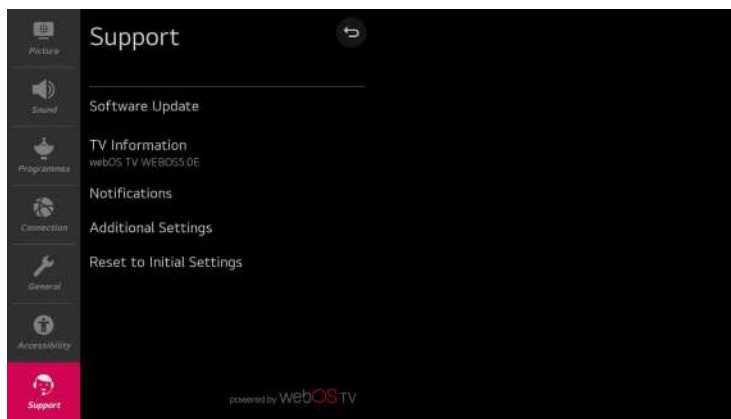 Support
Picture
Sound
Programmes
Connection
General
Accessibility
Support
Software Update
TV Information
webOS TV WEBOS5.0E
Notifications
Additional Settings
Reset to Initial Settings
powered by webOS TV